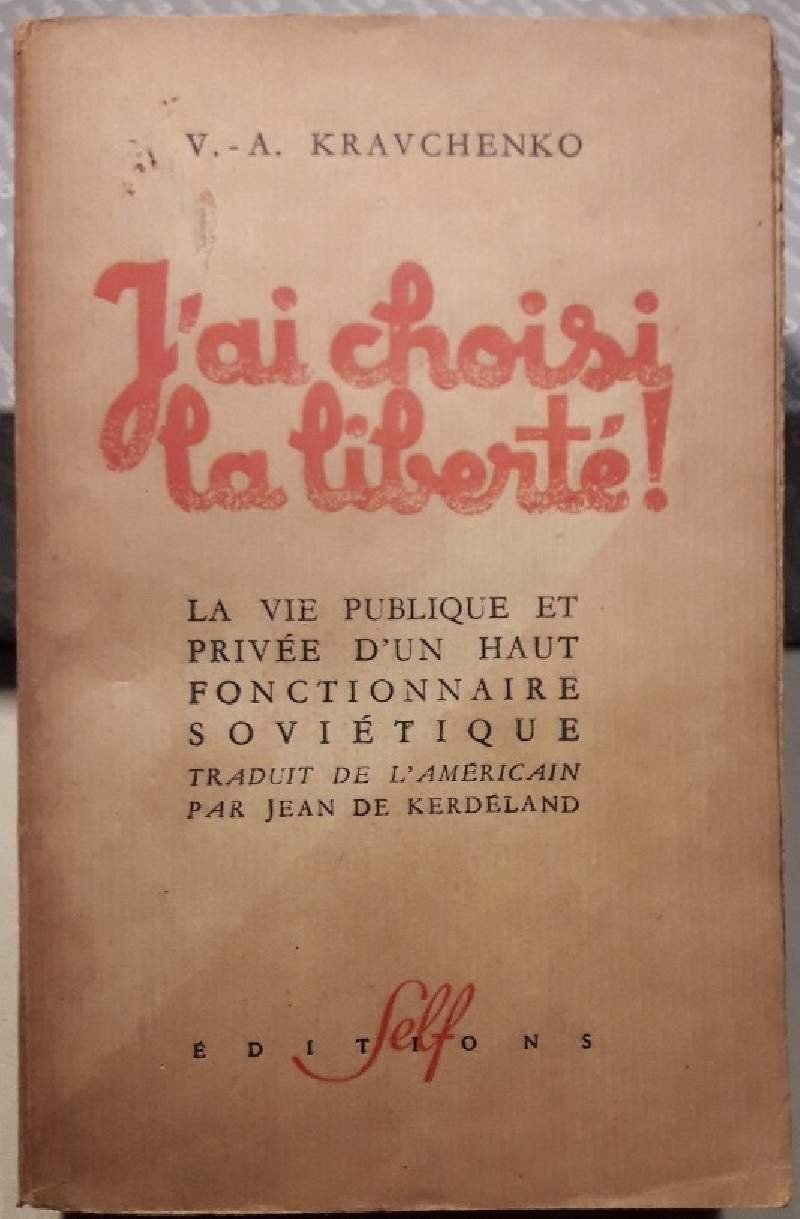 V.-A. KRAVCHENKO
J'ai choisi
la liberté!
LA VIE PUBLIQUE ET
PRIVÉE D'UN HAUT
FONCTIONNAIRE
SOVIÉTIQUE
TRADUIT DE L'AMÉRICAIN
PAR JEAN DE KERDÉLAND
Self
ÉDITIONS